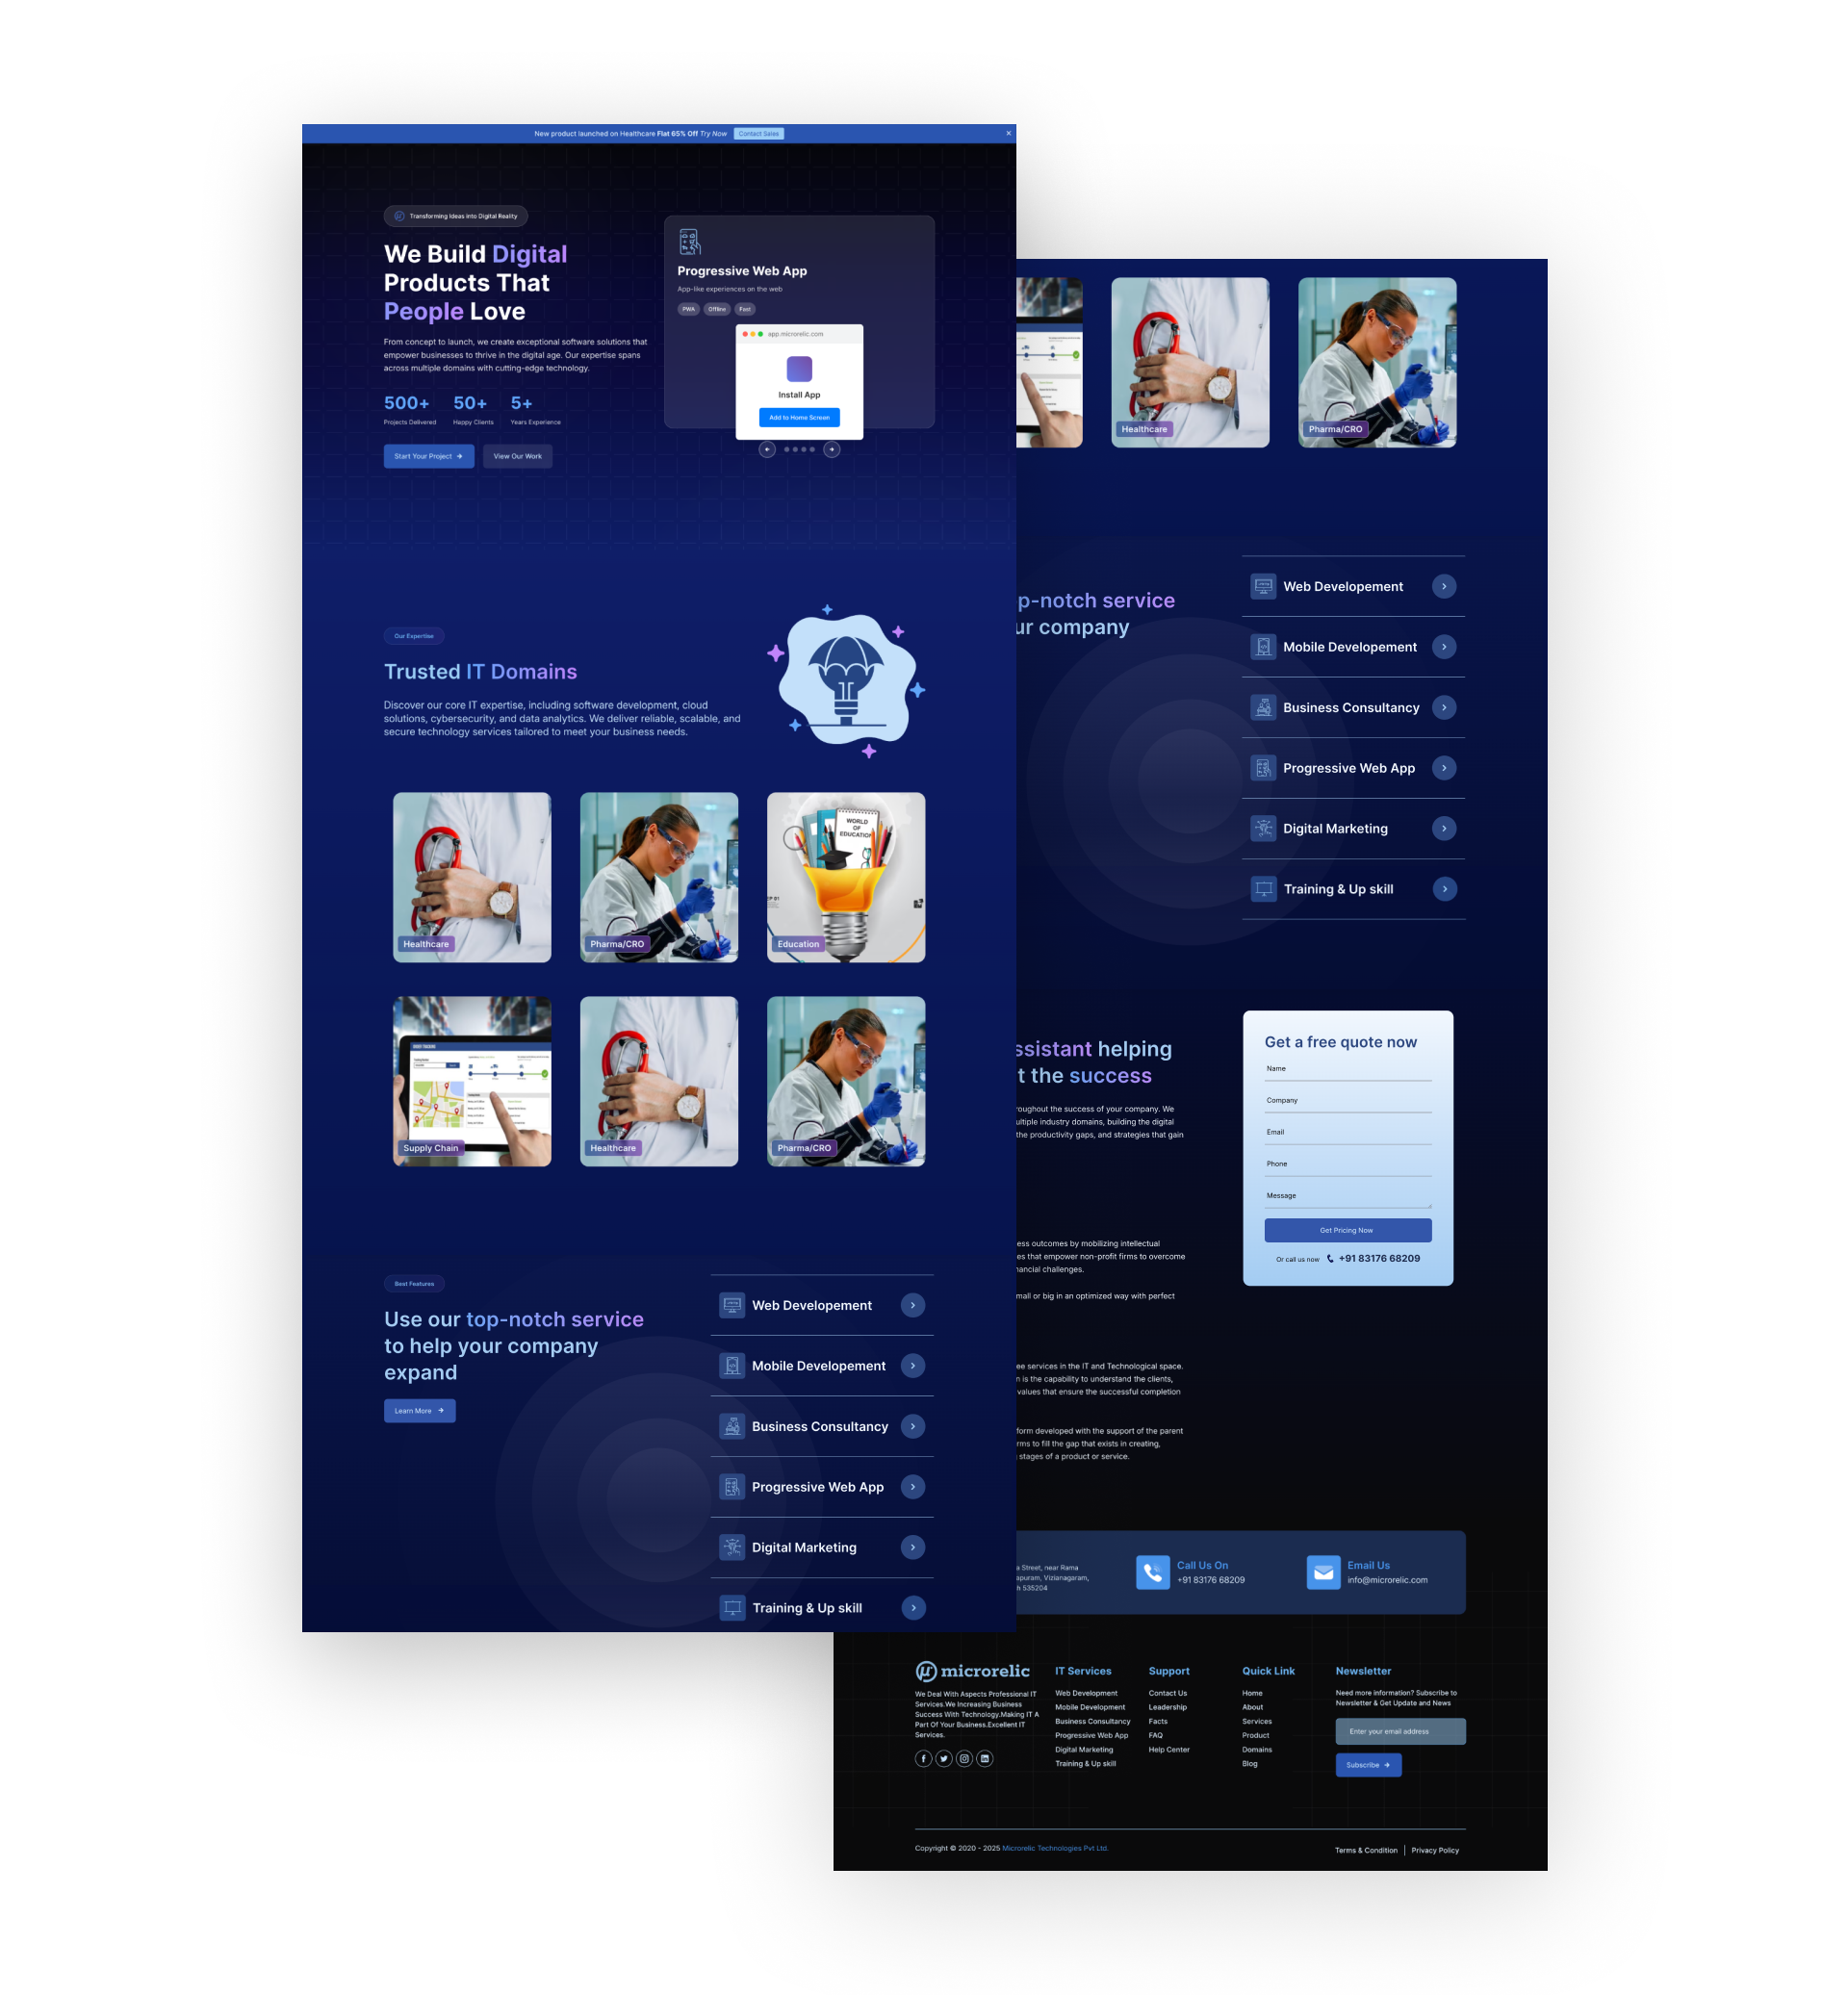 New product launched on Healthcare Flat 65% Off Try Now
Contact Sales
Transforming Ideas into Digital Reality
We Build Digital
Products That
People Love
From concept to launch, we create exceptional software solutions that
empower businesses to thrive in the digital age. Our expertise spans
across multiple domains with cutting-edge technology.
500+ 50+ 5+
Projects Delivered Happy Clients Years Experience
Start Your Project
View Our Work
Progressive Web App
App-like experiences on the web
PWA Offline Fast
app.microrelic.com
Install App
Add to Home Screen
Our Expertise
Trusted IT Domains
Discover our core IT expertise, including software development, cloud
solutions, cybersecurity, and data analytics. We deliver reliable, scalable, and
secure technology services tailored to meet your business needs.
WORLD
OF
EDUCATION
Healthcare
Pharma/CRO
Education
Supply Chain
Healthcare
Pharma/CRO
Best Features
Use our top-notch service
to help your company
expand
Learn More
Web Developement
Mobile Developement
Business Consultancy
Progressive Web App
Digital Marketing
Training & Up skill
Healthcare
Pharma/CRO
p-notch service
ur company
Web Developement
Mobile Developement
Business Consultancy
Progressive Web App
Digital Marketing
Training & Up skill
ssistant helping
t the success
roughout the success of your company. We
ultiple industry domains, building the digital
the productivity gaps, and strategies that gain
ess outcomes by mobilizing intellectual
es that empower non-profit firms to overcome
nancial challenges.
mall or big in an optimized way with perfect
ee services in the IT and Technological space.
n is the capability to understand the clients,
values that ensure the successful completion
form developed with the support of the parent
rms to fill the gap that exists in creating,
stages of a product or service.
Get a free quote now
Name
Company
Email
Phone
Message
Get Pricing Now
Or call us now +91 83176 68209
a Street, near Rama
apuram, Vizianagaram,
h 535204
Call Us On
+91 83176 68209
Email Us
info@microrelic.com
microrelic
We Deal With Aspects Professional IT
Services.We Increasing Business
Success With Technology.Making IT A
Part Of Your Business.Excellent IT
Services.
IT Services
Web Development
Mobile Development
Business Consultancy
Progressive Web App
Digital Marketing
Training & Up skill
Support
Contact Us
Leadership
Facts
FAQ
Help Center
Quick Link
Home
About
Services
Product
Domains
Blog
Newsletter
Need more information? Subscribe to
Newsletter & Get Update and News
Enter your email address
Subscribe
Copyright © 2020 - 2025 Microrelic Technologies Pvt Ltd.
Terms & Condition | Privacy Policy